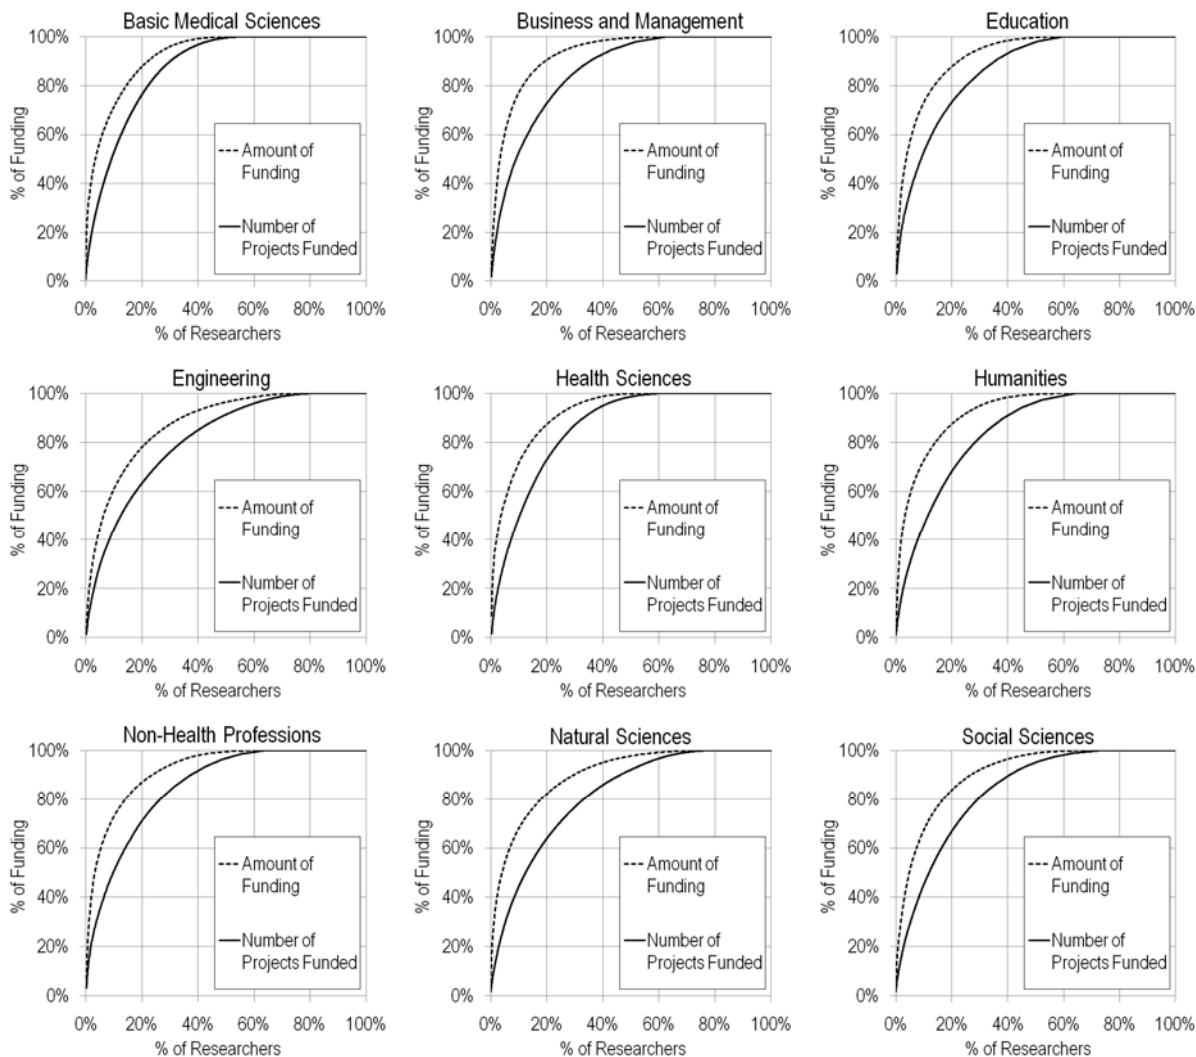 Basic Medical Sciences
% of Funding
100%
80%
60%
40%
20%
0%
Amount of
Funding
Number of
Projects Funded
0% 20% 40% 60% 80% 100%
% of Researchers
Business and Management
% of Funding
100%
80%
60%
40%
20%
0%
Amount of
Funding
Number of
Projects Funded
0% 20% 40% 60% 80% 100%
% of Researchers
Education
% of Funding
100%
80%
60%
40%
20%
0%
Amount of
Funding
Number of
Projects Funded
0% 20% 40% 60% 80% 100%
% of Researchers
Engineering
% of Funding
100%
80%
60%
40%
20%
0%
Amount of
Funding
Number of
Projects Funded
0% 20% 40% 60% 80% 100%
% of Researchers
Health Sciences
% of Funding
100%
80%
60%
40%
20%
0%
Amount of
Funding
Number of
Projects Funded
0% 20% 40% 60% 80% 100%
% of Researchers
Humanities
% of Funding
100%
80%
60%
40%
20%
0%
Amount of
Funding
Number of
Projects Funded
0% 20% 40% 60% 80% 100%
% of Researchers
Non-Health Professions
% of Funding
100%
80%
60%
40%
20%
0%
Amount of
Funding
Number of
Projects Funded
0% 20% 40% 60% 80% 100%
% of Researchers
Natural Sciences
% of Funding
100%
80%
60%
40%
20%
0%
Amount of
Funding
Number of
Projects Funded
0% 20% 40% 60% 80% 100%
% of Researchers
Social Sciences
% of Funding
100%
80%
60%
40%
20%
0%
Amount of
Funding
Number of
Projects Funded
0% 20% 40% 60% 80% 100%
% of Researchers